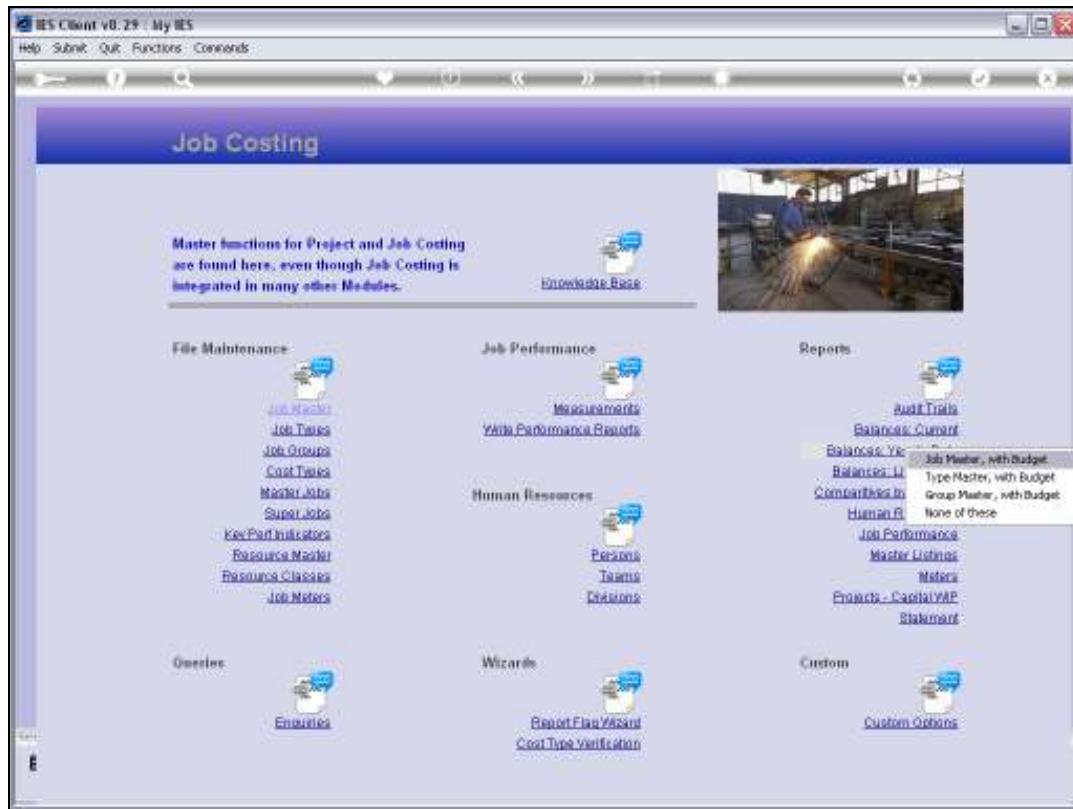 IES Client v8.29 : My IES
Help Submit Quit Functions Commands
Job Costing
Master functions for Project and Job Costing
are found here, even though Job Costing is
integrated in many other Modules.
Knowledge Base
File Maintenance
Job Master
Job Types
Job Groups
Cost Types
Master Jobs
Super Jobs
Key Perf Indicators
Resource Master
Resource Classes
Job Meters
Job Performance
Measurements
Write Performance Reports
Human Resources
Persons
Teams
Divisions
Reports
Audit Trails
Balances: Current
Balances:
Balances:
Comparitives
Human
Job Performance
Master Listings
Meters
Projects - Capital WIP
Statement
Job Master, with Budget
Type Master, with Budget
Group Master, with Budget
None of these
Queries
Enquiries
Wizards
Report Flag Wizard
Cost Type Verification
Custom
Custom Options